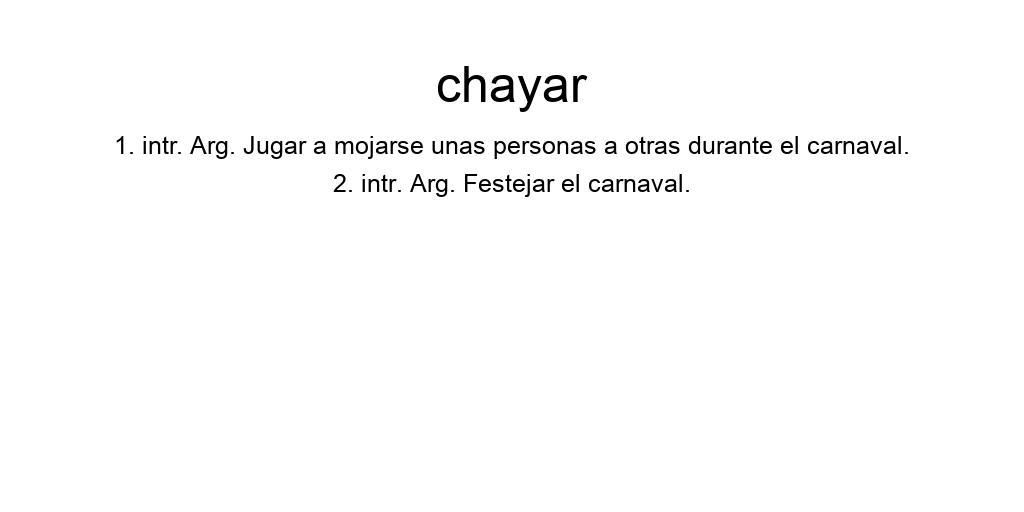 chayar
1. intr. Arg. Jugar a mojarse unas personas a otras durante el carnaval.
2. intr. Arg. Festejar el carnaval.